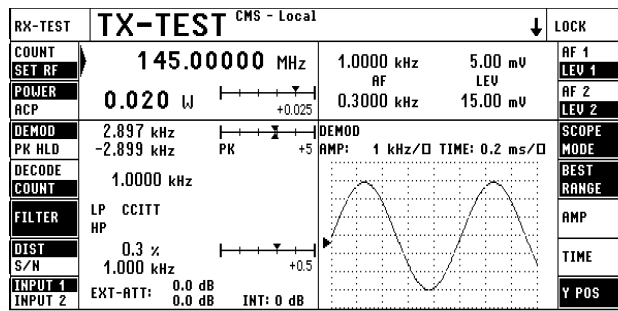 RX-TEST TX-TEST CMS - Local LOCK
COUNT
SET RF
145.00000 MHz
1.0000 kHz 5.00 mV
AF LEV
0.3000 kHz 15.00 mV
AF 1
LEV 1
POWER
ACP
0.020 W
+0.025
AF 2
LEV 2
DEMOD
PK HLD
2.897 kHz
-2.899 kHz PK +5
DEMOD
AMP: 1 kHz/□ TIME: 0.2 ms/□
SCOPE
MODE
DECODE
COUNT
1.0000 kHz
BEST
RANGE
FILTER
LP CCITT
HP
AMP
DIST
S/N
0.3 %
1.000 kHz +0.5
TIME
INPUT 1
INPUT 2
EXT-ATT: 0.0 dB
0.0 dB INT: 0 dB
Y POS